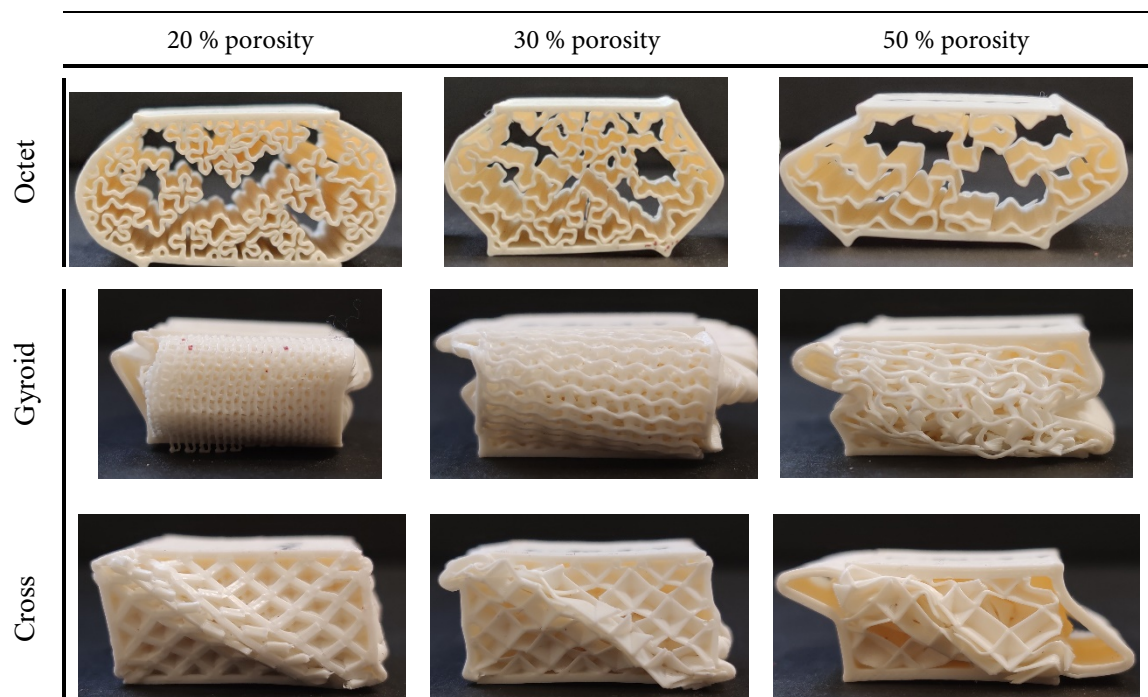 20 % porosity
30 % porosity
50 % porosity
Octet
Gyroid
Cross